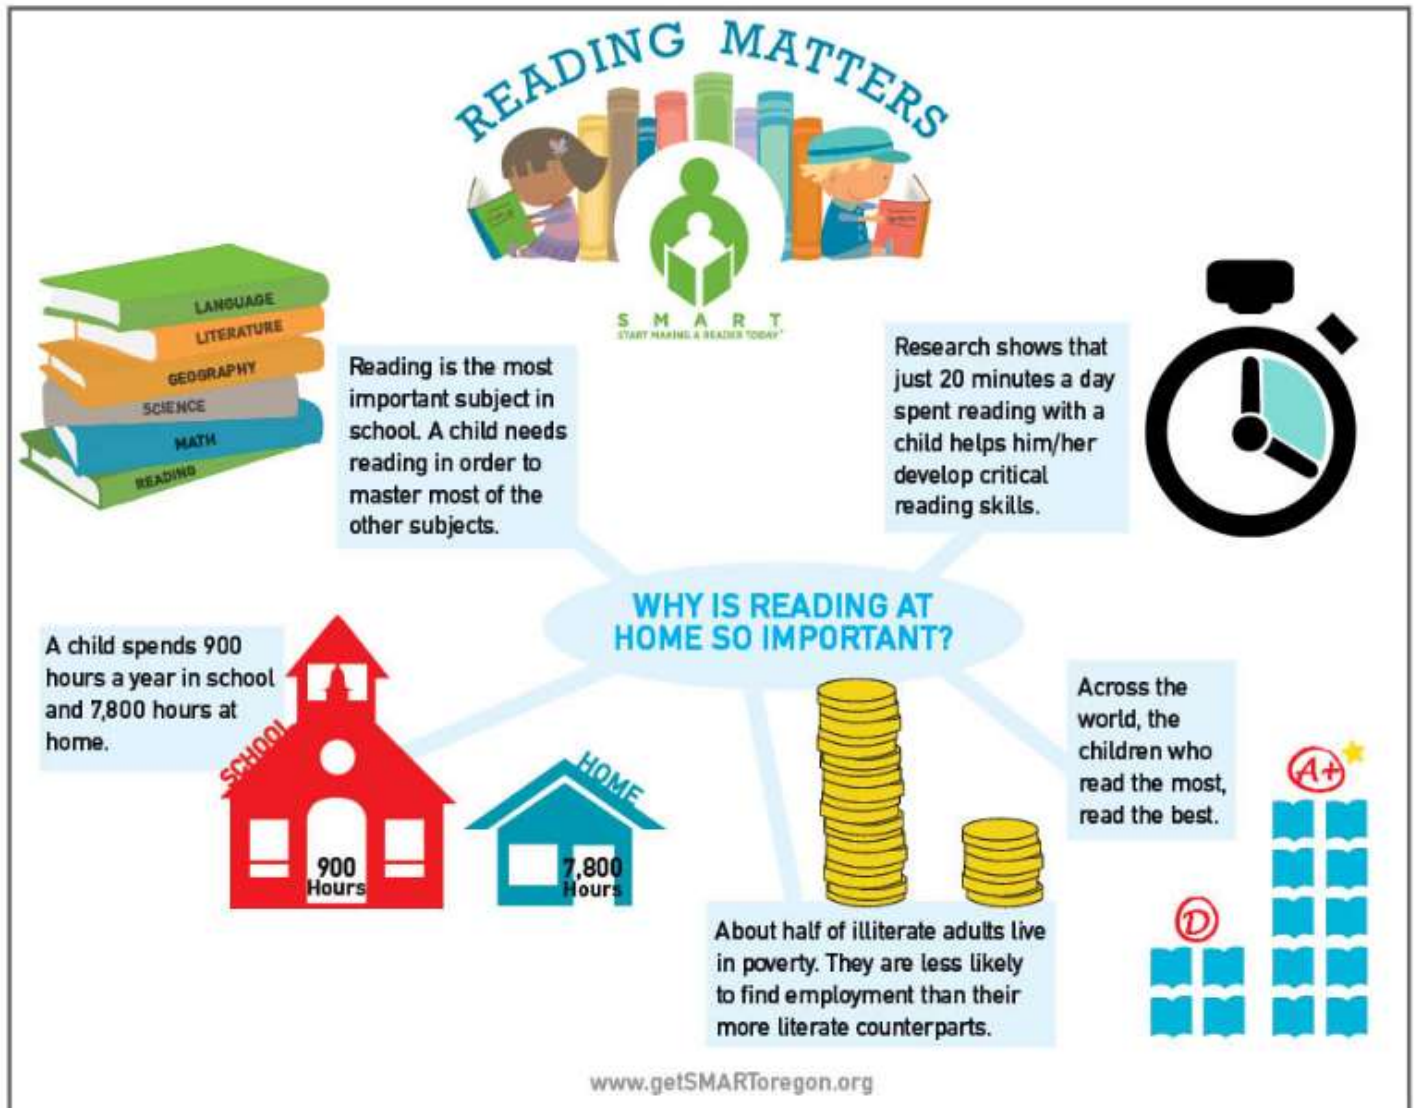 READING MATTERS
SMART
START MAKING A READER TODAY
LANGUAGE
LITERATURE
GEOGRAPHY
SCIENCE
MATH
READING
Reading is the most
important subject in
school. A child needs
reading in order to
master most of the
other subjects.
Research shows that
just 20 minutes a day
spent reading with a
child helps him/her
develop critical
reading skills.
WHY IS READING AT
HOME SO IMPORTANT?
A child spends 900
hours a year in school
and 7,800 hours at
home.
SCHOOL
900
Hours
HOME
7,800
Hours
About half of illiterate adults live
in poverty. They are less likely
to find employment than their
more literate counterparts.
Across the
world, the
children who
read the most,
read the best.
D
A+
www.getSMARToregon.org